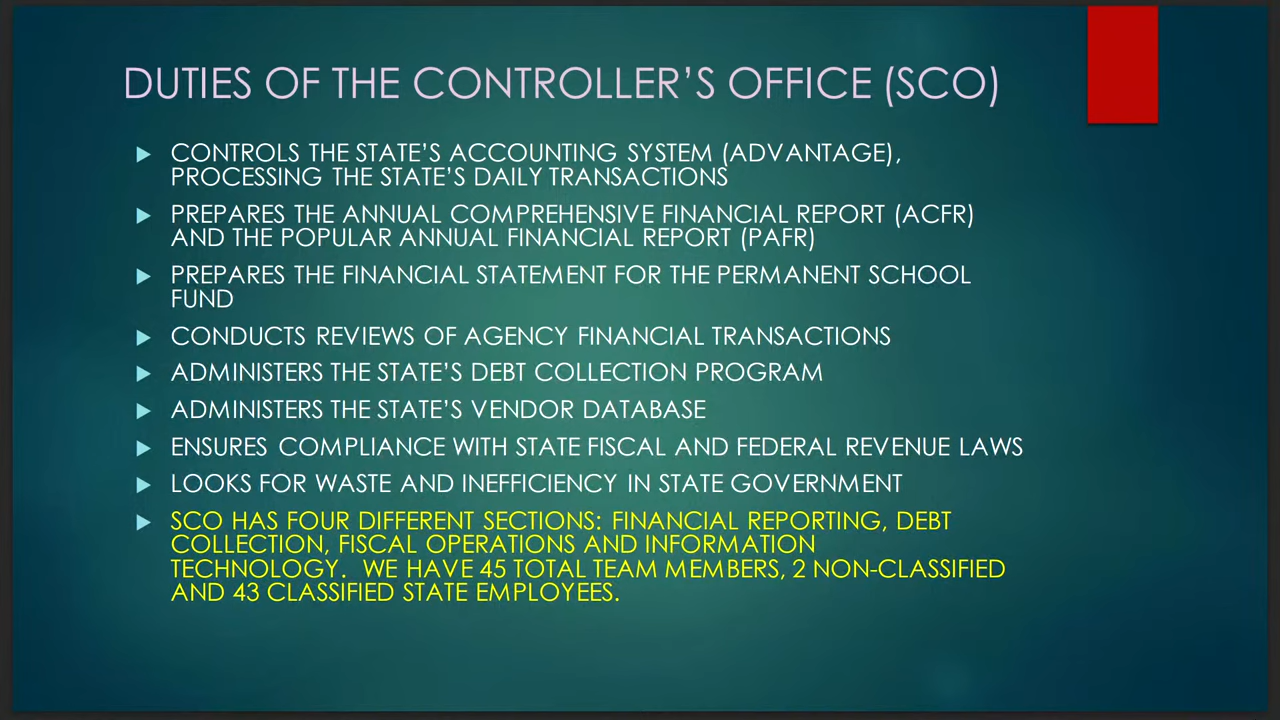 DUTIES OF THE CONTROLLER'S OFFICE (SCO)
CONTROLS THE STATE'S ACCOUNTING SYSTEM (ADVANTAGE),
PROCESSING THE STATE'S DAILY TRANSACTIONS
PREPARES THE ANNUAL COMPREHENSIVE FINANCIAL REPORT (ACFR)
AND THE POPULAR ANNUAL FINANCIAL REPORT (PAFR)
PREPARES THE FINANCIAL STATEMENT FOR THE PERMANENT SCHOOL
FUND
CONDUCTS REVIEWS OF AGENCY FINANCIAL TRANSACTIONS
ADMINISTERS THE STATE'S DEBT COLLECTION PROGRAM
ADMINISTERS THE STATE'S VENDOR DATABASE
ENSURES COMPLIANCE WITH STATE FISCAL AND FEDERAL REVENUE LAWS
LOOKS FOR WASTE AND INEFFICIENCY IN STATE GOVERNMENT
SCO HAS FOUR DIFFERENT SECTIONS: FINANCIAL REPORTING, DEBT
COLLECTION, FISCAL OPERATIONS AND INFORMATION
TECHNOLOGY. WE HAVE 45 TOTAL TEAM MEMBERS, 2 NON-CLASSIFIED
AND 43 CLASSIFIED STATE EMPLOYEES.